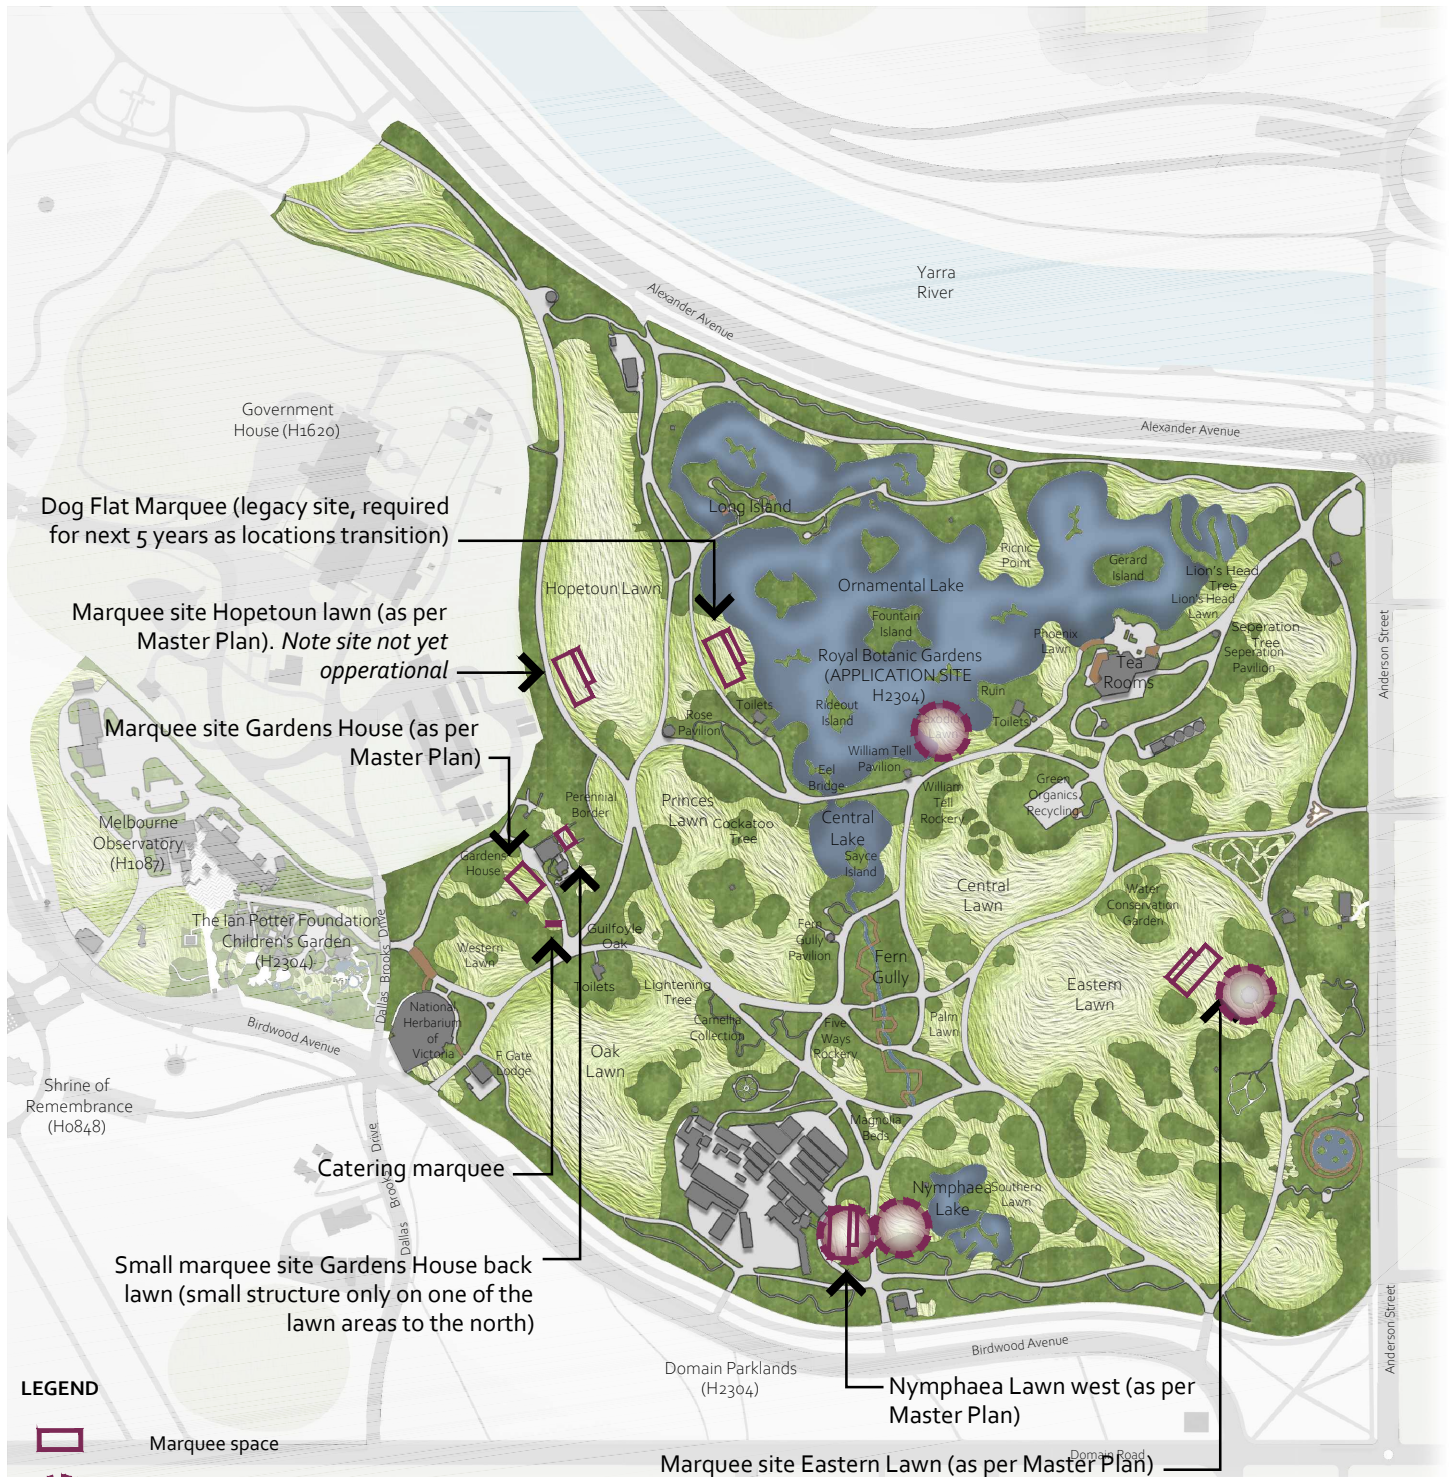 Yarra
River
Alexander Avenue
Alexander Avenue
Government
House (H1620)
Dog Flat Marquee (legacy site, required
for next 5 years as locations transition)
Long Island
Picnic
Point
Gerard
Island
Lion's Head
Tree
Lion's Head
Lawn
Hopetoun Lawn
Ornamental Lake
Fountain
Island
Marquee site Hopetoun lawn (as per
Master Plan). Note site not yet
opperational
Phoenix
Lawn
Seperation
Tree
Seperation
Pavilion
Anderson Street
Royal Botanic Gardens
(APPLICATION SITE
H2304)
Tea
Rooms
Ruin
Toilets
Rose
Pavilion
Rideout
Island
Toilets
Marquee site Gardens House (as per
Master Plan)
William Tell
Pavilion
Eel
Bridge
William
Tell
Rockery
Green
Organics
Recycling
Perennial
Border
Princes
Lawn
Cockatoo
Tree
Central
Lake
Sayce
Island
Melbourne
Observatory
(H1087)
Gardens
House
Central
Lawn
Water
Conservation
Garden
The Ian Potter Foundation
Children's Garden
(H2304)
Dallas Brooks Drive
Guilfoyle
Oak
Fern
Gully
Pavilion
Western
Lawn
Fern
Gully
Toilets
Lightening
Tree
Eastern
Lawn
National
Herbarium
of
Victoria
Camellia
Collection
Five
Ways
Rockery
Palm
Lawn
Birdwood Avenue
F Gate
Lodge
Oak
Lawn
Shrine of
Remembrance
(H0848)
Magnolia
Beds
Catering marquee
Dallas Brooks Drive
Nymphaea
Lake
Southern
Lawn
Small marquee site Gardens House back
lawn (small structure only on one of the
lawn areas to the north)
Anderson Street
Birdwood Avenue
Domain Parklands
(H2304)
Nymphaea Lawn west (as per
Master Plan)
LEGEND
Marquee space
Domain Road
Marquee site Eastern Lawn (as per Master Plan)